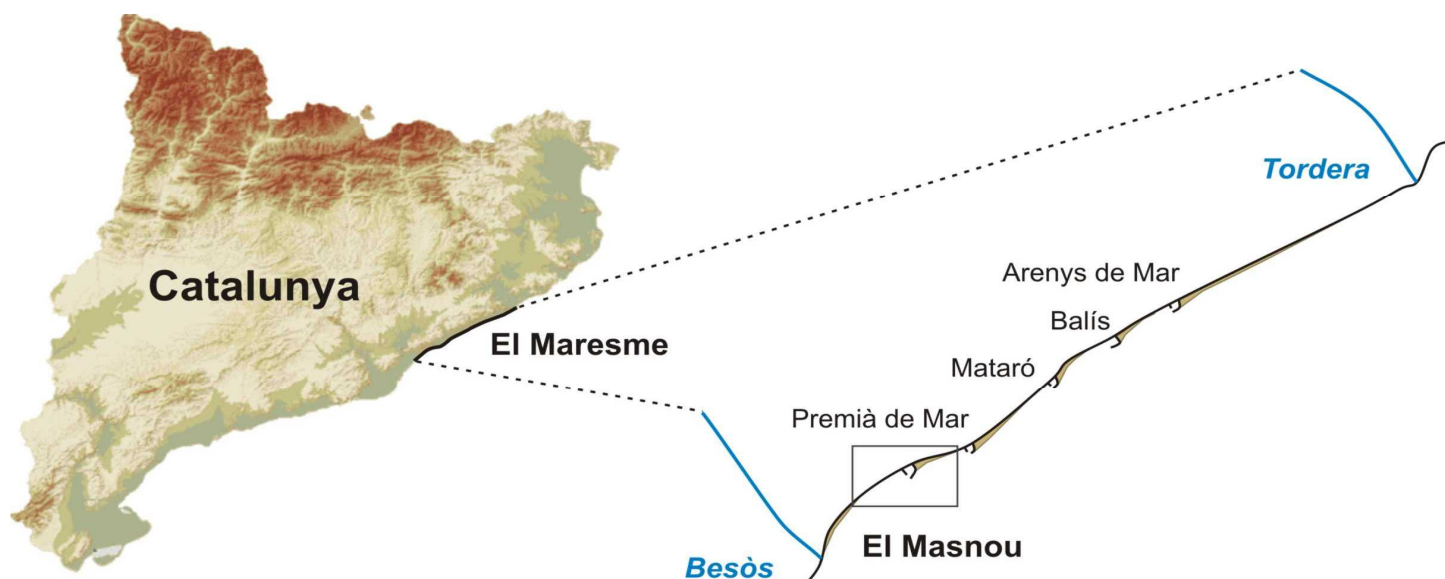 Catalunya
El Maresme
Tordera
Arenys de Mar
Balís
Mataró
Premià de Mar
El Masnou
Besòs